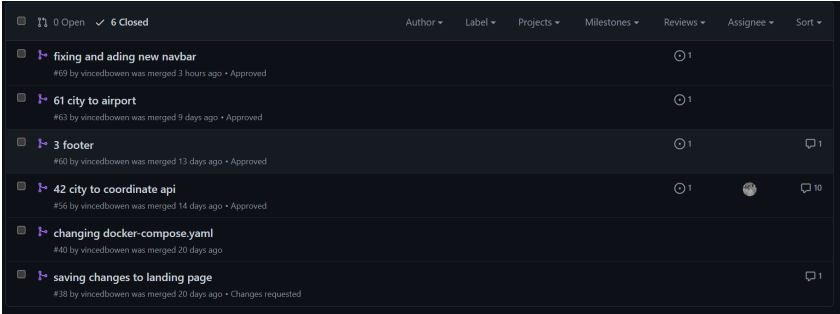 0 Open 6 Closed Author Label Projects Milestones Reviews Assignee Sort
fixing and ading new navbar 1
#69 by vincedbowen was merged 3 hours ago • Approved
61 city to airport 1
#63 by vincedbowen was merged 9 days ago • Approved
3 footer 1 1
#60 by vincedbowen was merged 13 days ago • Approved
42 city to coordinate api 1 10
#56 by vincedbowen was merged 14 days ago • Approved
changing docker-compose.yaml
#40 by vincedbowen was merged 20 days ago
saving changes to landing page 1
#38 by vincedbowen was merged 20 days ago • Changes requested